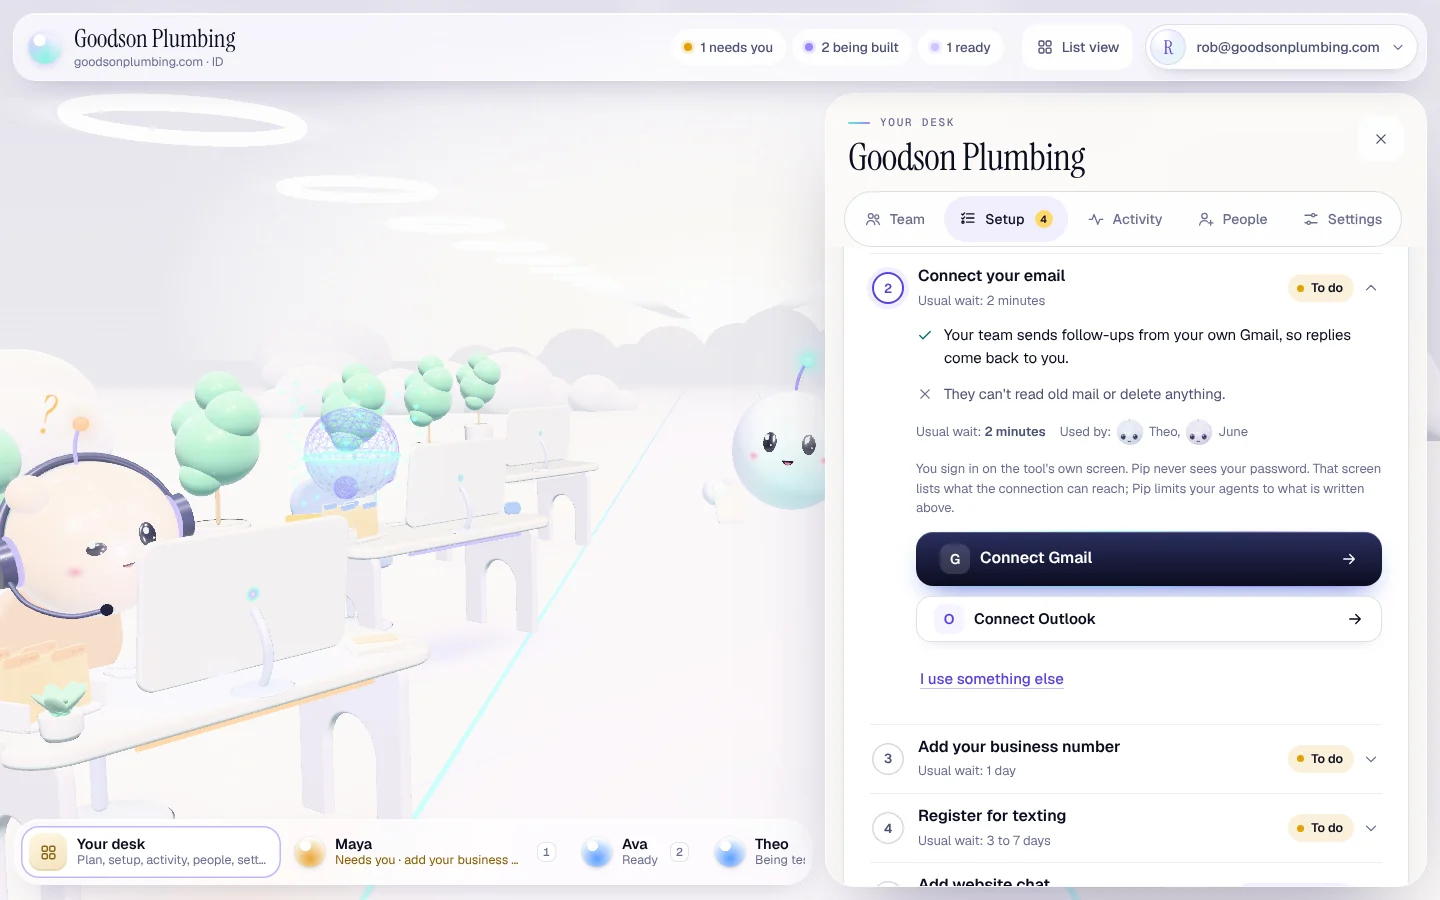 Goodson Plumbing
goodsonplumbing.com · ID
1 needs you
2 being built
1 ready
List view
R
rob@goodsonplumbing.com
YOUR DESK
Goodson Plumbing
Team
Setup 4
Activity
People
Settings
2
Connect your email
Usual wait: 2 minutes
To do
Your team sends follow-ups from your own Gmail, so replies
come back to you.
They can't read old mail or delete anything.
Usual wait: 2 minutes Used by: Theo, June
You sign in on the tool's own screen. Pip never sees your password. That screen
lists what the connection can reach; Pip limits your agents to what is written
above.
G Connect Gmail
O Connect Outlook
I use something else
3
Add your business number
Usual wait: 1 day
To do
4
Register for texting
Usual wait: 3 to 7 days
To do
Add website chat
?
Your desk
Plan, setup, activity, people, sett...
Maya
Needs you · add your business ...
1
Ava
Ready
2
Theo
Being tes